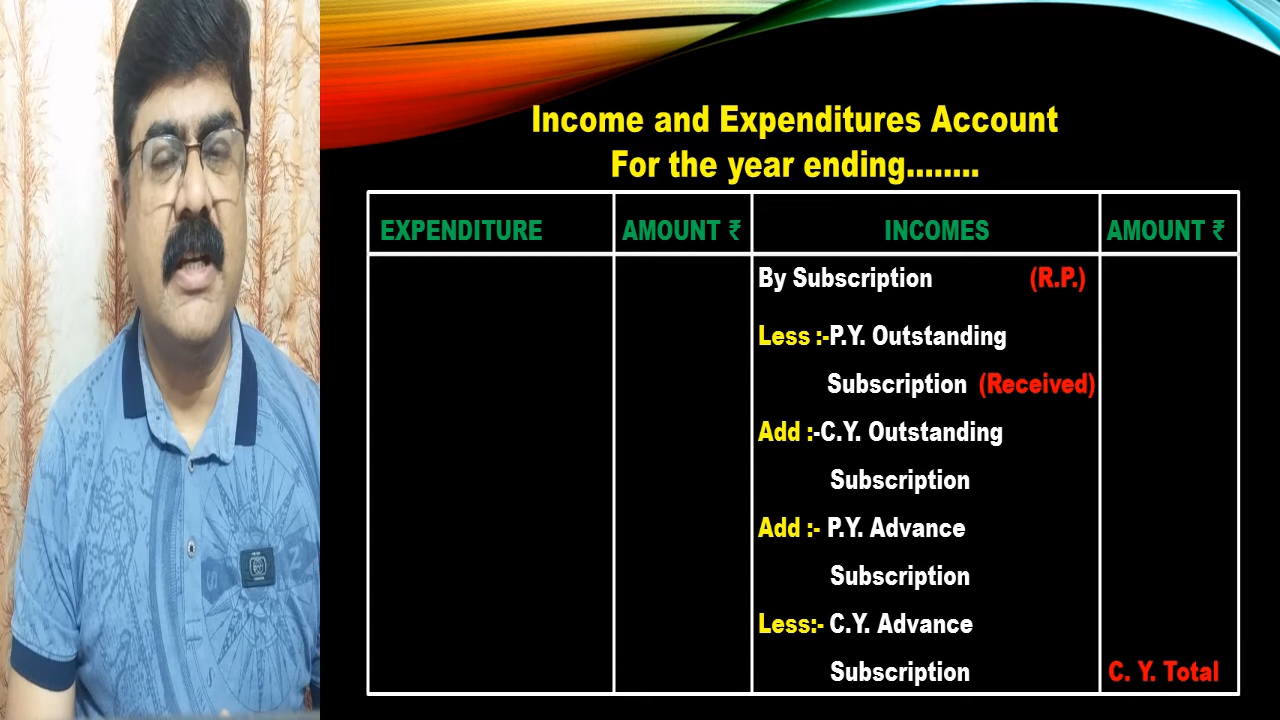 Income and Expenditures Account
For the year ending........
EXPENDITURE AMOUNT ₹ INCOMES AMOUNT ₹
By Subscription (R.P.)
Less :-P.Y. Outstanding
Subscription (Received)
Add :-C.Y. Outstanding
Subscription
Add :- P.Y. Advance
Subscription
Less:- C.Y. Advance
Subscription C. Y. Total